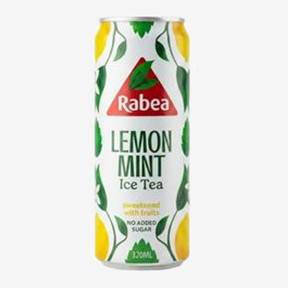 Rabea
LEMON
MINT
Ice Tea
sweetened
with fruits
NO ADDED
SUGAR
320ML